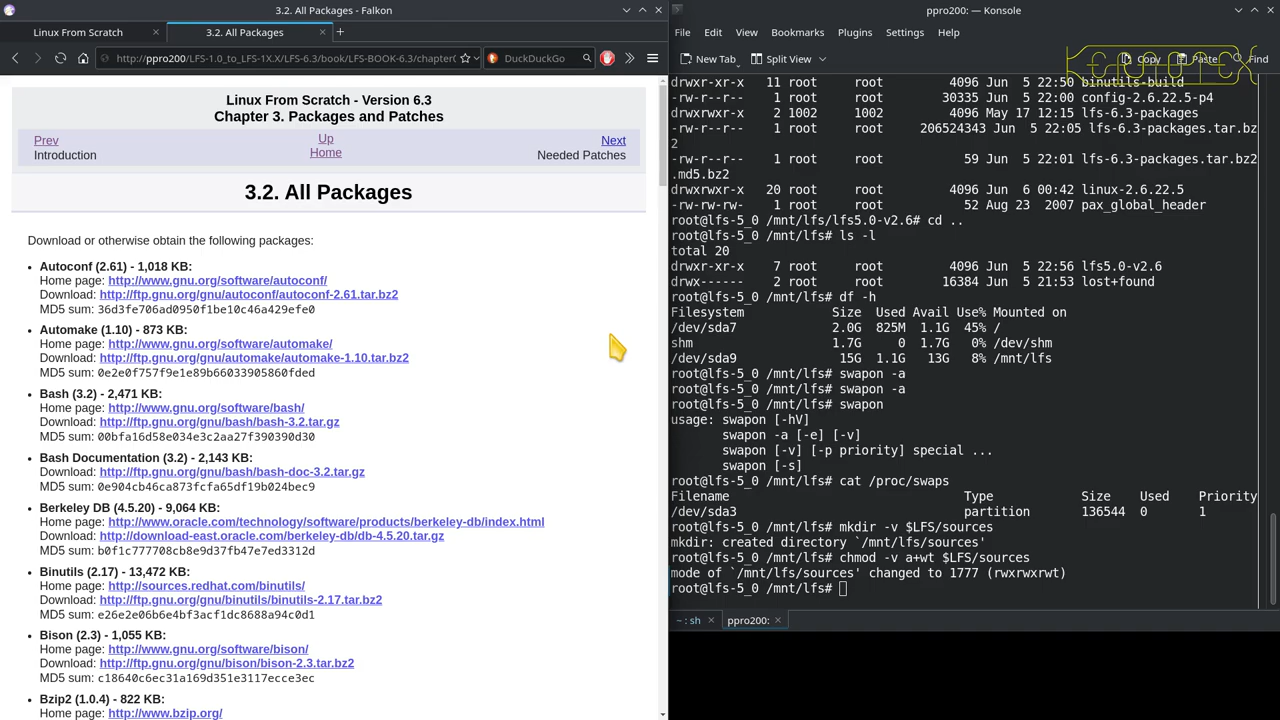 3.2. All Packages - Falkon
Linux From Scratch
3.2. All Packages
http://ppro200/LFS-1.0_to_LFS-1X.X/LFS-6.3/book/LFS-BOOK-6.3/chapter(
DuckDuckGo
Linux From Scratch - Version 6.3
Chapter 3. Packages and Patches
Prev
Up
Next
Introduction
Home
Needed Patches
3.2. All Packages
Download or otherwise obtain the following packages:
• Autoconf (2.61) - 1,018 KB:
Home page: http://www.gnu.org/software/autoconf/
Download: http://ftp.gnu.org/gnu/autoconf/autoconf-2.61.tar.bz2
MD5 sum: 36d3fe706ad0950f1be10c46a429efe0
• Automake (1.10) - 873 KB:
Home page: http://www.gnu.org/software/automake/
Download: http://ftp.gnu.org/gnu/automake/automake-1.10.tar.bz2
MD5 sum: 0e2e0f757f9e1e89b66033905860fded
• Bash (3.2) - 2,471 KB:
Home page: http://www.gnu.org/software/bash/
Download: http://ftp.gnu.org/gnu/bash/bash-3.2.tar.gz
MD5 sum: 00bfa16d58e034e3c2aa27f390390d30
• Bash Documentation (3.2) - 2,143 KB:
Download: http://ftp.gnu.org/gnu/bash/bash-doc-3.2.tar.gz
MD5 sum: 0e904cb46ca873fcfa65df19b024bec9
• Berkeley DB (4.5.20) - 9,064 KB:
Home page: http://www.oracle.com/technology/software/products/berkeley-db/index.html
Download: http://download-east.oracle.com/berkeley-db/db-4.5.20.tar.gz
MD5 sum: b0f1c777708cb8e9d37fb47e7ed3312d
• Binutils (2.17) - 13,472 KB:
Home page: http://sources.redhat.com/binutils/
Download: http://ftp.gnu.org/gnu/binutils/binutils-2.17.tar.bz2
MD5 sum: e26e2e06b6e4bf3acf1dc8688a94c0d1
• Bison (2.3) - 1,055 KB:
Home page: http://www.gnu.org/software/bison/
Download: http://ftp.gnu.org/gnu/bison/bison-2.3.tar.bz2
MD5 sum: c18640c6ec31a169d351e3117ecce3ec
• Bzip2 (1.0.4) - 822 KB:
Home page: http://www.bzip.org/
ppro200: — Konsole
File Edit View Bookmarks Plugins Settings Help
New Tab Split View Copy Paste Find
drwxr-xr-x 11 root root 4096 Jun 5 22:50 binutils-build
-rw-r--r-- 1 root root 30335 Jun 5 22:00 config-2.6.22.5-p4
drwxr-xr-x 2 1002 1002 4096 May 17 12:15 lfs-6.3-packages
-rw-r--r-- 1 root root 206524343 Jun 5 22:05 lfs-6.3-packages.tar.bz
2
-rw-r--r-- 1 root root 59 Jun 5 22:01 lfs-6.3-packages.tar.bz2
.md5.bz2
drwxrwxr-x 20 root root 4096 Jun 6 00:42 linux-2.6.22.5
-rw-rw-rw- 1 root root 52 Aug 23 2007 pax_global_header
root@lfs-5_0 /mnt/lfs/lfs5.0-v2.6# cd ..
root@lfs-5_0 /mnt/lfs# ls -l
total 20
drwxr-xr-x 7 root root 4096 Jun 5 22:56 lfs5.0-v2.6
drwx------ 2 root root 16384 Jun 5 21:53 lost+found
root@lfs-5_0 /mnt/lfs# df -h
Filesystem Size Used Avail Use% Mounted on
/dev/sda7 2.0G 825M 1.1G 45% /
shm 1.7G 0 1.7G 0% /dev/shm
/dev/sda9 15G 1.1G 13G 8% /mnt/lfs
root@lfs-5_0 /mnt/lfs# swapon -a
root@lfs-5_0 /mnt/lfs# swapon -a
root@lfs-5_0 /mnt/lfs# swapon
usage: swapon [-hV]
swapon -a [-e] [-v]
swapon [-v] [-p priority] special ...
swapon [-s]
root@lfs-5_0 /mnt/lfs# cat /proc/swaps
Filename Type Size Used Priority
/dev/sda3 partition 136544 0 1
root@lfs-5_0 /mnt/lfs# mkdir -v $LFS/sources
mkdir: created directory `/mnt/lfs/sources'
root@lfs-5_0 /mnt/lfs# chmod -v a+wt $LFS/sources
mode of `/mnt/lfs/sources' changed to 1777 (rwxrwxrwt)
root@lfs-5_0 /mnt/lfs#
~ : sh
ppro200: